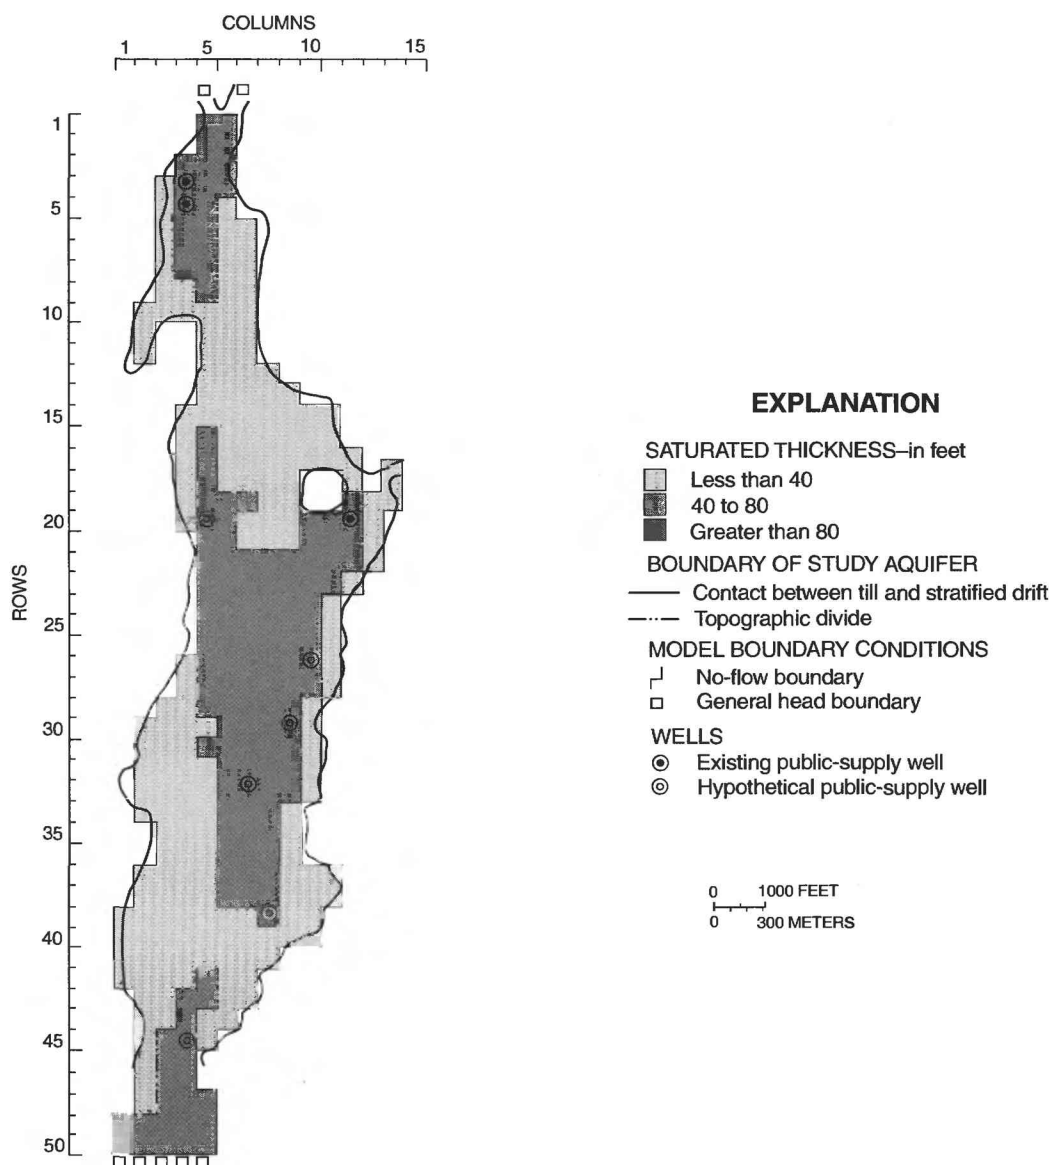 COLUMNS
1 5 10 15
ROWS
1
5
10
15
20
25
30
35
40
45
50
EXPLANATION
SATURATED THICKNESS–in feet
Less than 40
40 to 80
Greater than 80
BOUNDARY OF STUDY AQUIFER
Contact between till and stratified drift
Topographic divide
MODEL BOUNDARY CONDITIONS
No-flow boundary
General head boundary
WELLS
Existing public-supply well
Hypothetical public-supply well
0 1000 FEET
0 300 METERS